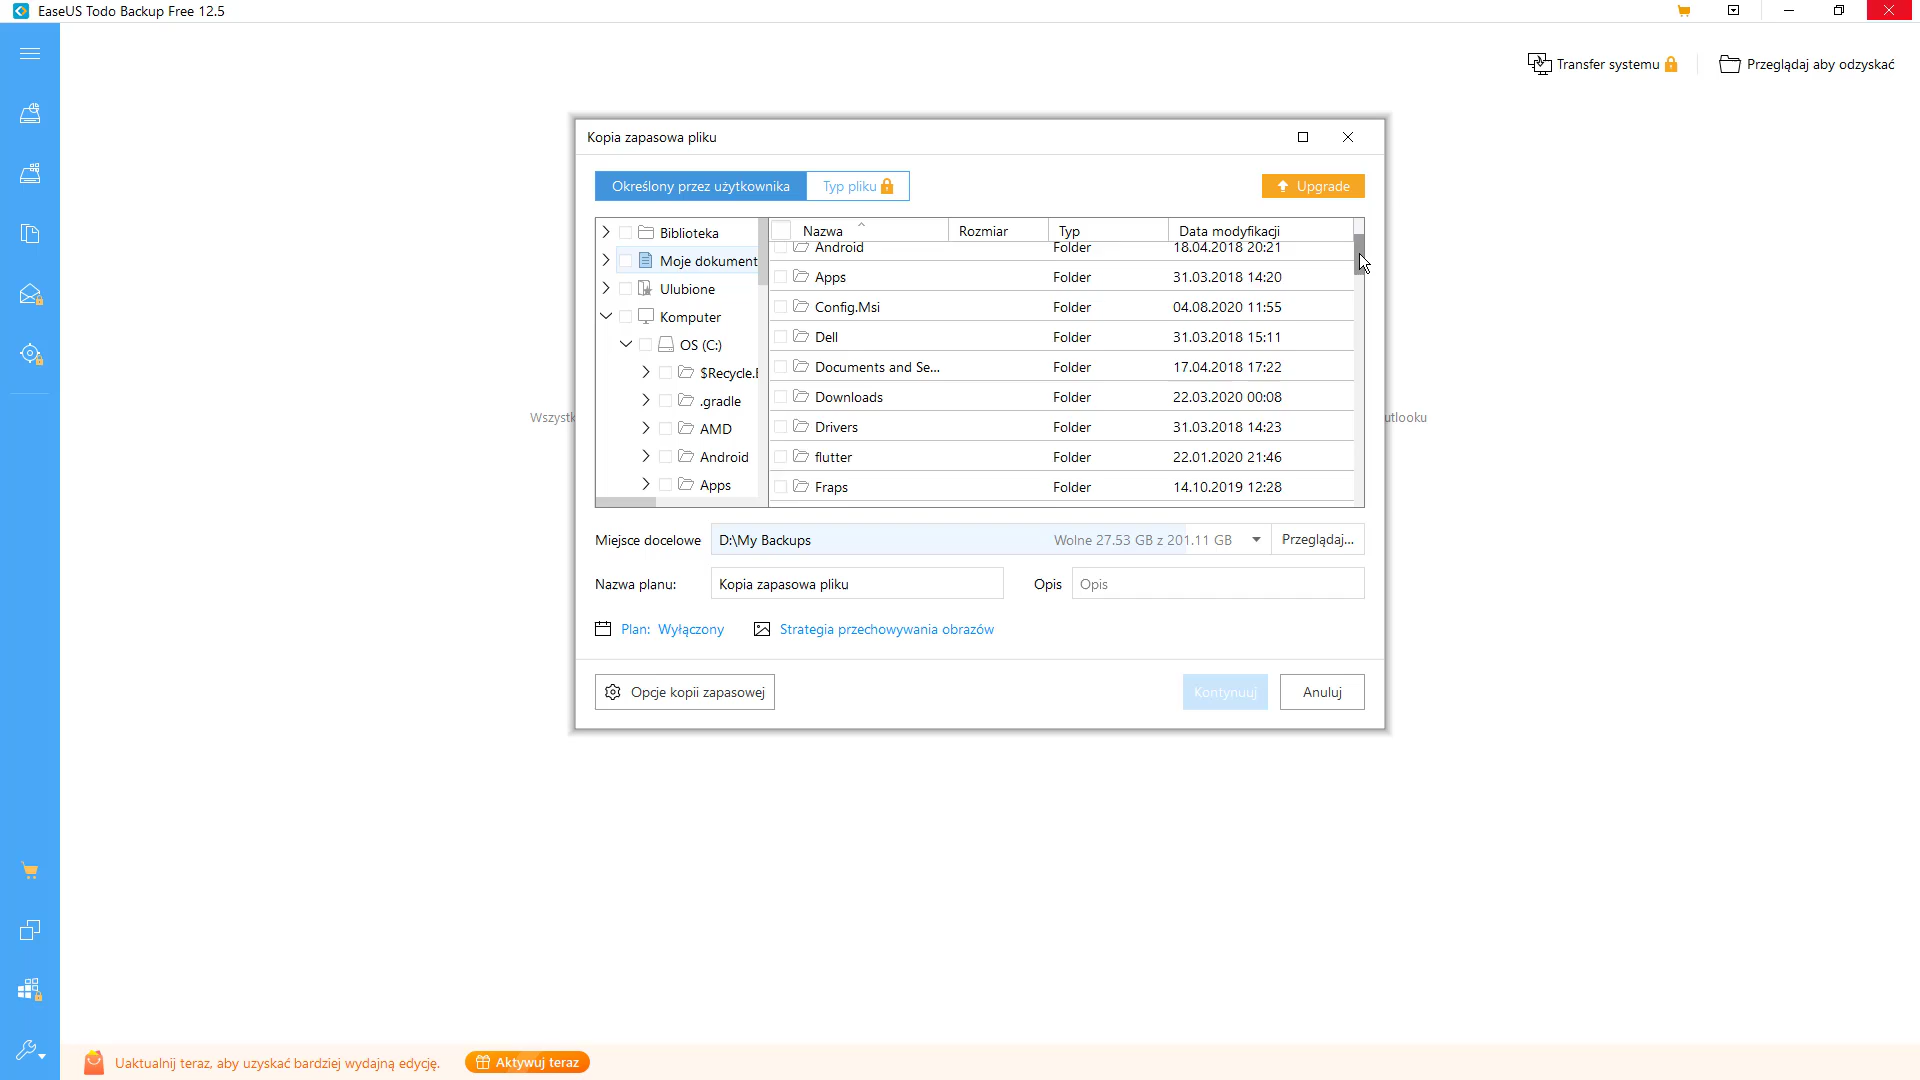 EaseUS Todo Backup Free 12.5
Transfer systemu
Przeglądaj aby odzyskać
Kopia zapasowa pliku
Określony przez użytkownika
Typ pliku
Upgrade
Biblioteka
Moje dokument
Ulubione
Komputer
OS (C:)
$Recycle.
.gradle
AMD
Android
Apps
Nazwa Rozmiar Typ Data modyfikacji
Android Folder 18.04.2018 20:21
Apps Folder 31.03.2018 14:20
Config.Msi Folder 04.08.2020 11:55
Dell Folder 31.03.2018 15:11
Documents and Se... Folder 17.04.2018 17:22
Downloads Folder 22.03.2020 00:08
Drivers Folder 31.03.2018 14:23
flutter Folder 22.01.2020 21:46
Fraps Folder 14.10.2019 12:28
Wszystk
utlooku
Miejsce docelowe D:\My Backups Wolne 27.53 GB z 201.11 GB Przeglądaj...
Nazwa planu: Kopia zapasowa pliku Opis Opis
Plan: Wyłączony Strategia przechowywania obrazów
Opcje kopii zapasowej Kontynuuj Anuluj
Uaktualnij teraz, aby uzyskać bardziej wydajną edycję. Aktywuj teraz